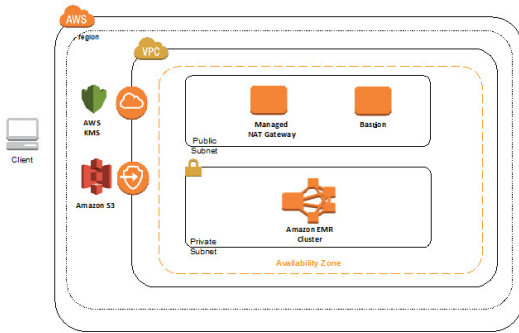 AWS
region
VPC
AWS
KMS
Managed
NAT Gateway
Bastion
Public
Subnet
Client
Amazon S3
Amazon EMR
Cluster
Private
Subnet
Availability Zone